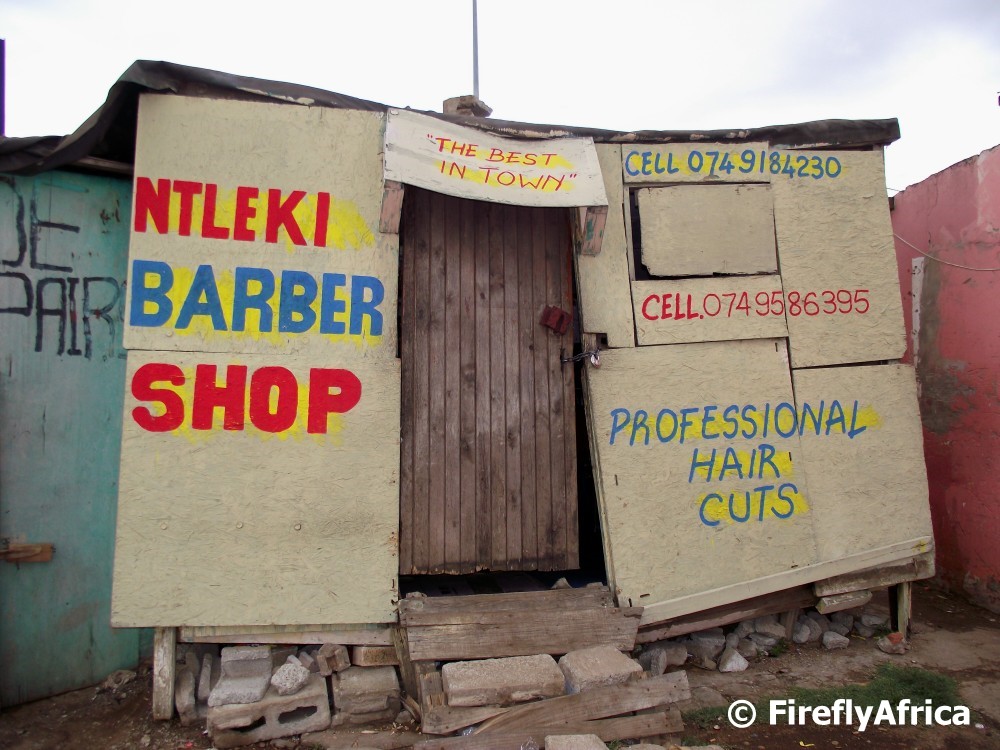 NTLEKI
BARBER
SHOP
"THE BEST
IN TOWN"
CELL 0749184230
CELL.0749586395
PROFESSIONAL
HAIR
CUTS
© FireflyAfrica